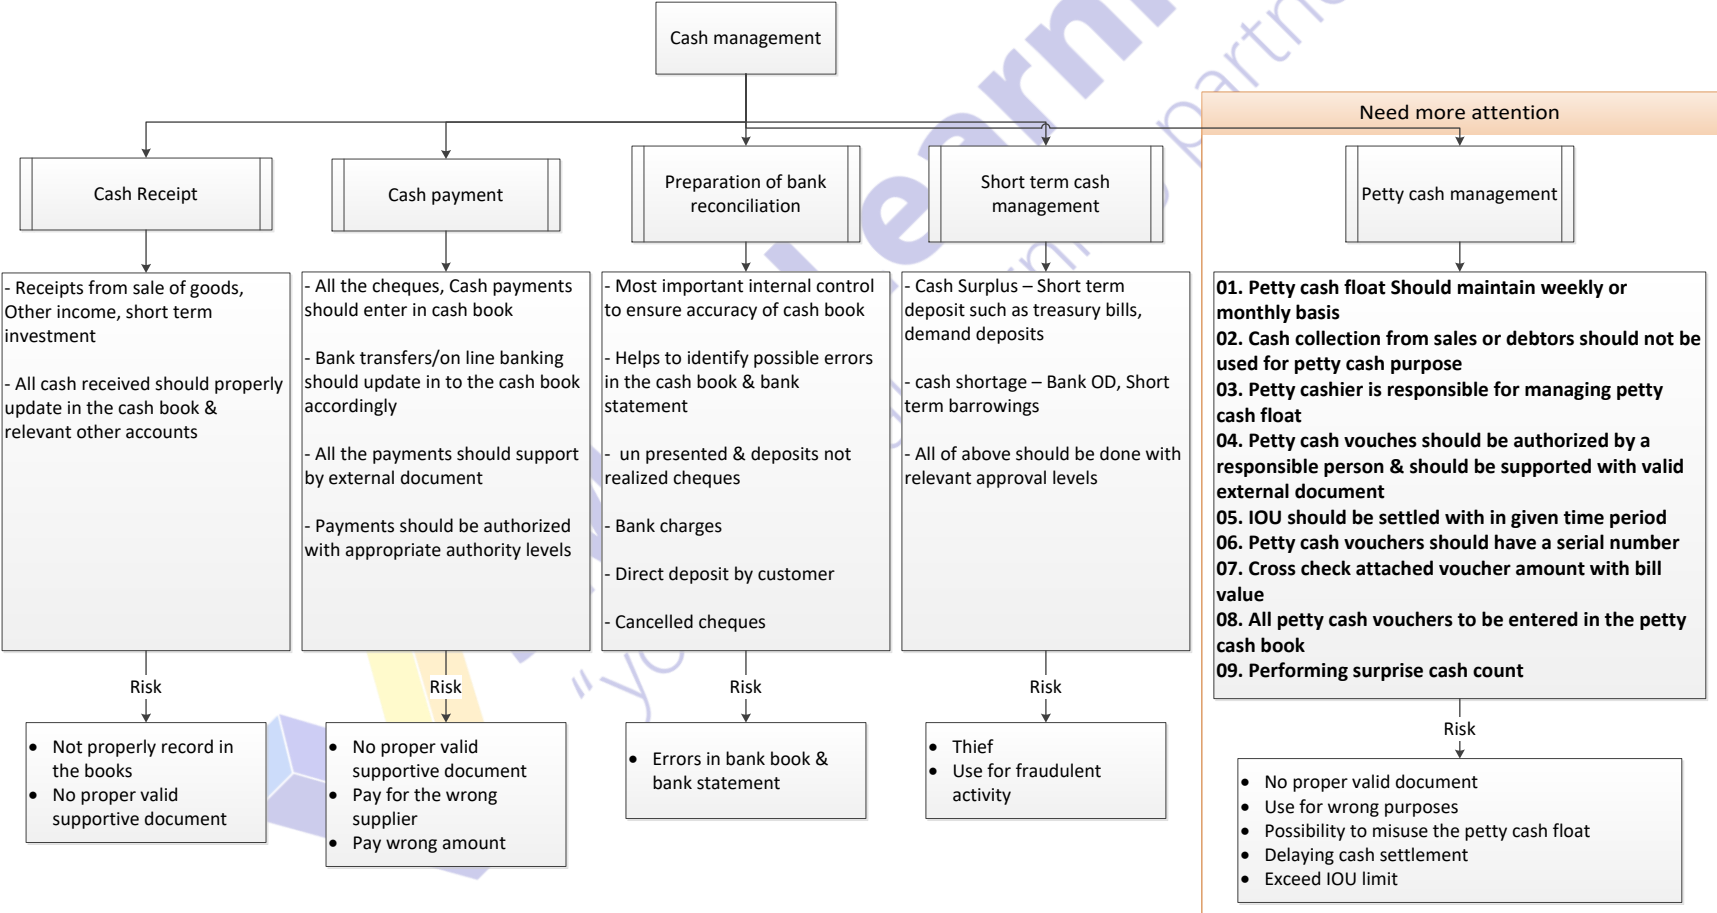 Cash management
Need more attention
Cash Receipt
Cash payment
Preparation of bank
reconciliation
Short term cash
management
Petty cash management
- Receipts from sale of goods,
Other income, short term
investment
- All cash received should properly
update in the cash book &
relevant other accounts
- All the cheques, Cash payments
should enter in cash book
- Bank transfers/on line banking
should update in to the cash book
accordingly
- All the payments should support
by external document
- Payments should be authorized
with appropriate authority levels
- Most important internal control
to ensure accuracy of cash book
- Helps to identify possible errors
in the cash book & bank
statement
- un presented & deposits not
realized cheques
- Bank charges
- Direct deposit by customer
- Cancelled cheques
- Cash Surplus – Short term
deposit such as treasury bills,
demand deposits
- cash shortage – Bank OD, Short
term barrowings
- All of above should be done with
relevant approval levels
01. Petty cash float Should maintain weekly or
monthly basis
02. Cash collection from sales or debtors should not be
used for petty cash purpose
03. Petty cashier is responsible for managing petty
cash float
04. Petty cash vouches should be authorized by a
responsible person & should be supported with valid
external document
05. IOU should be settled with in given time period
06. Petty cash vouchers should have a serial number
07. Cross check attached voucher amount with bill
value
08. All petty cash vouchers to be entered in the petty
cash book
09. Performing surprise cash count
Risk
Risk
Risk
Risk
Risk
• Not properly record in
the books
• No proper valid
supportive document
• No proper valid
supportive document
• Pay for the wrong
supplier
• Pay wrong amount
• Errors in bank book &
bank statement
• Thief
• Use for fraudulent
activity
• No proper valid document
• Use for wrong purposes
• Possibility to misuse the petty cash float
• Delaying cash settlement
• Exceed IOU limit